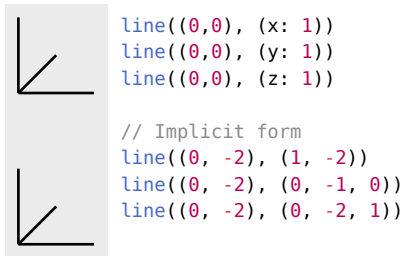 line((0,0), (x: 1))
line((0,0), (y: 1))
line((0,0), (z: 1))
// Implicit form
line((0, -2), (1, -2))
line((0, -2), (0, -1, 0))
line((0, -2), (0, -2, 1))